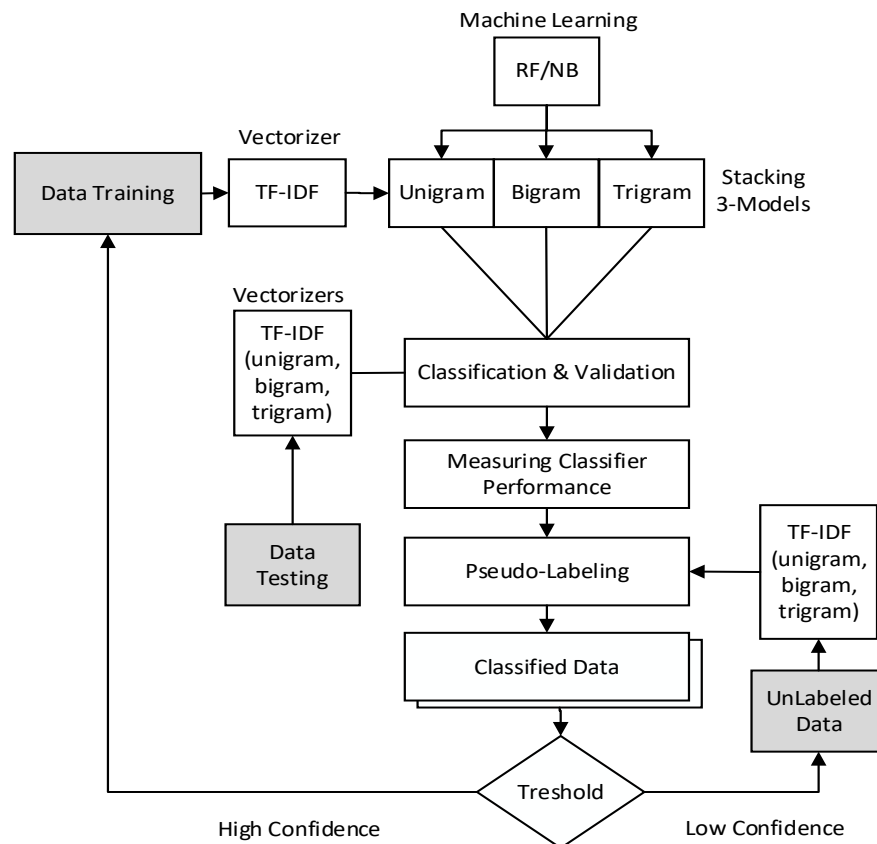 Machine Learning
RF/NB
Vectorizer
Data Training
TF-IDF
Unigram
Bigram
Trigram
Stacking
3-Models
Vectorizers
TF-IDF
(unigram,
bigram,
trigram)
Classification & Validation
Measuring Classifier
Performance
Data
Testing
Pseudo-Labeling
TF-IDF
(unigram,
bigram,
trigram)
Classified Data
UnLabeled
Data
Treshold
High Confidence
Low Confidence